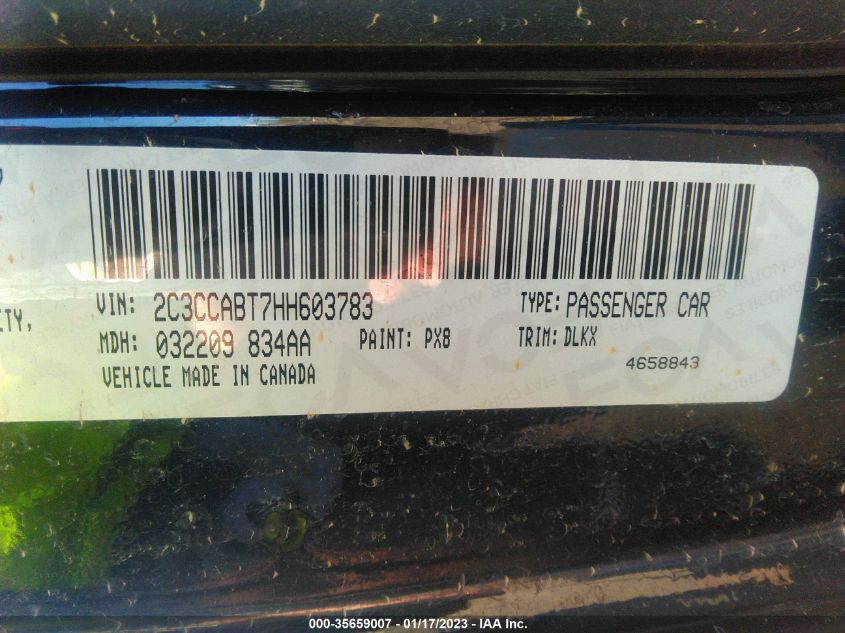 ETY,
VIN: 2C3CCABT7HH603783 TYPE: PASSENGER CAR
MDH: 032209 834AA PAINT: PX8 TRIM: DLKX
VEHICLE MADE IN CANADA 4658843
000-35659007 - 01/17/2023 - IAA Inc.